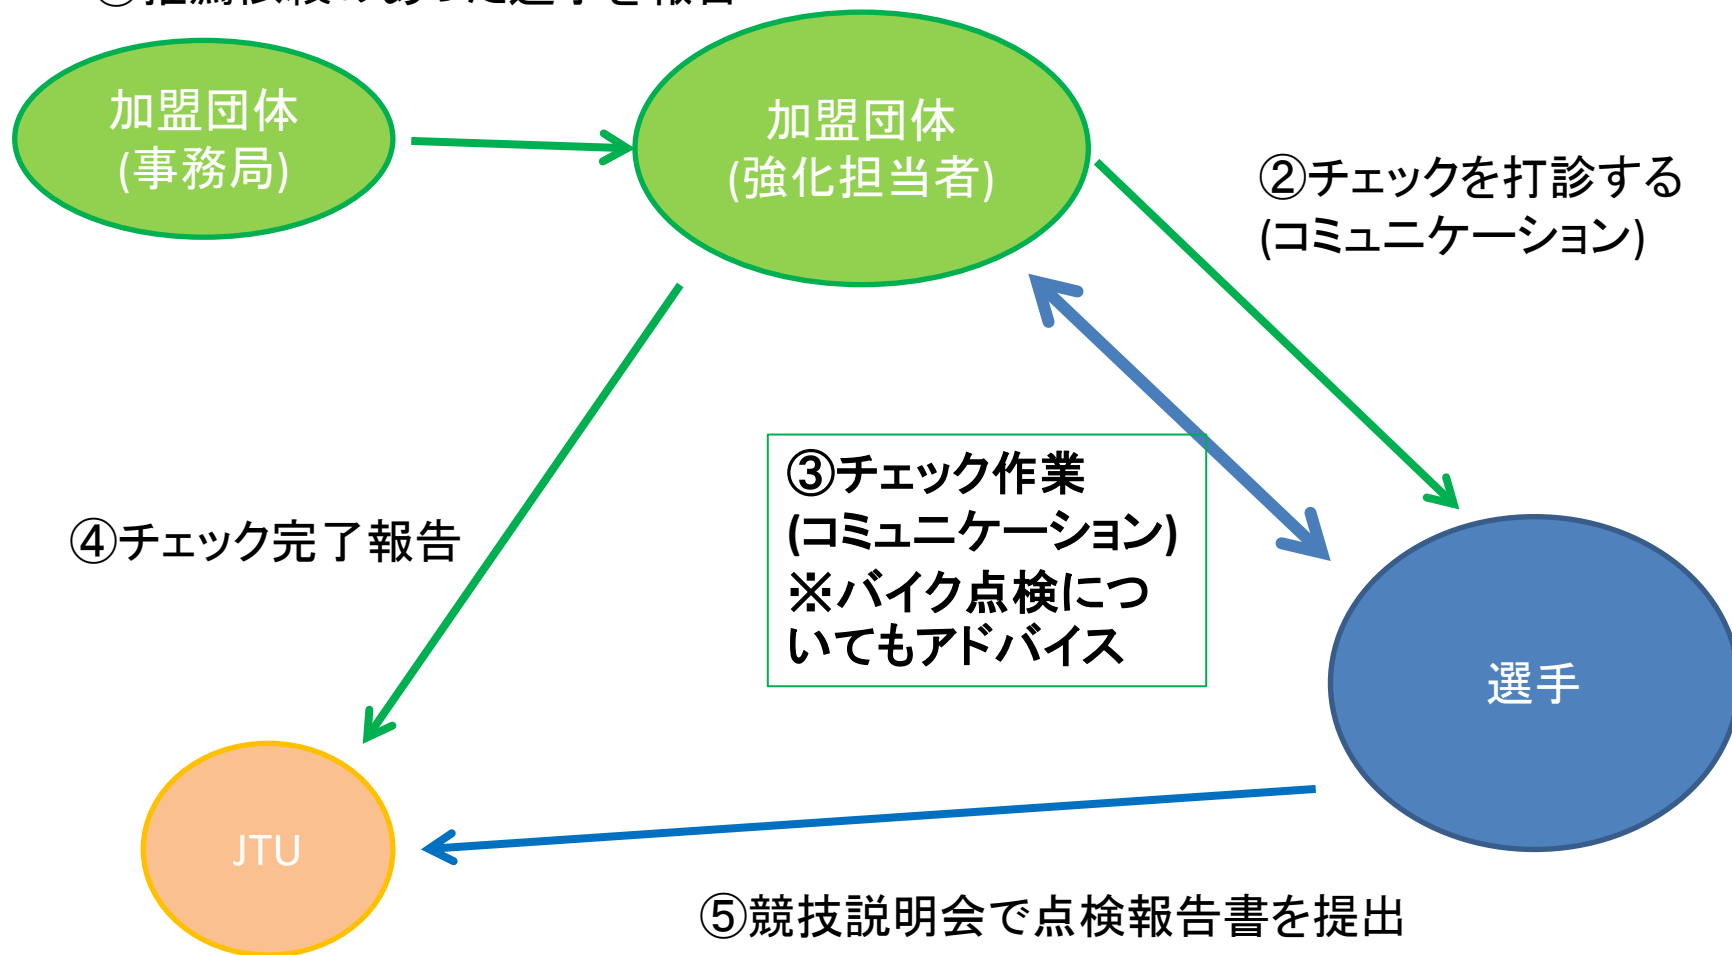 加盟団体
(事務局)
加盟団体
(強化担当者)
②チェックを打診する
(コミュニケーション)
③チェック作業
(コミュニケーション)
※バイク点検につ
いてもアドバイス
④チェック完了報告
選手
JTU
⑤競技説明会で点検報告書を提出